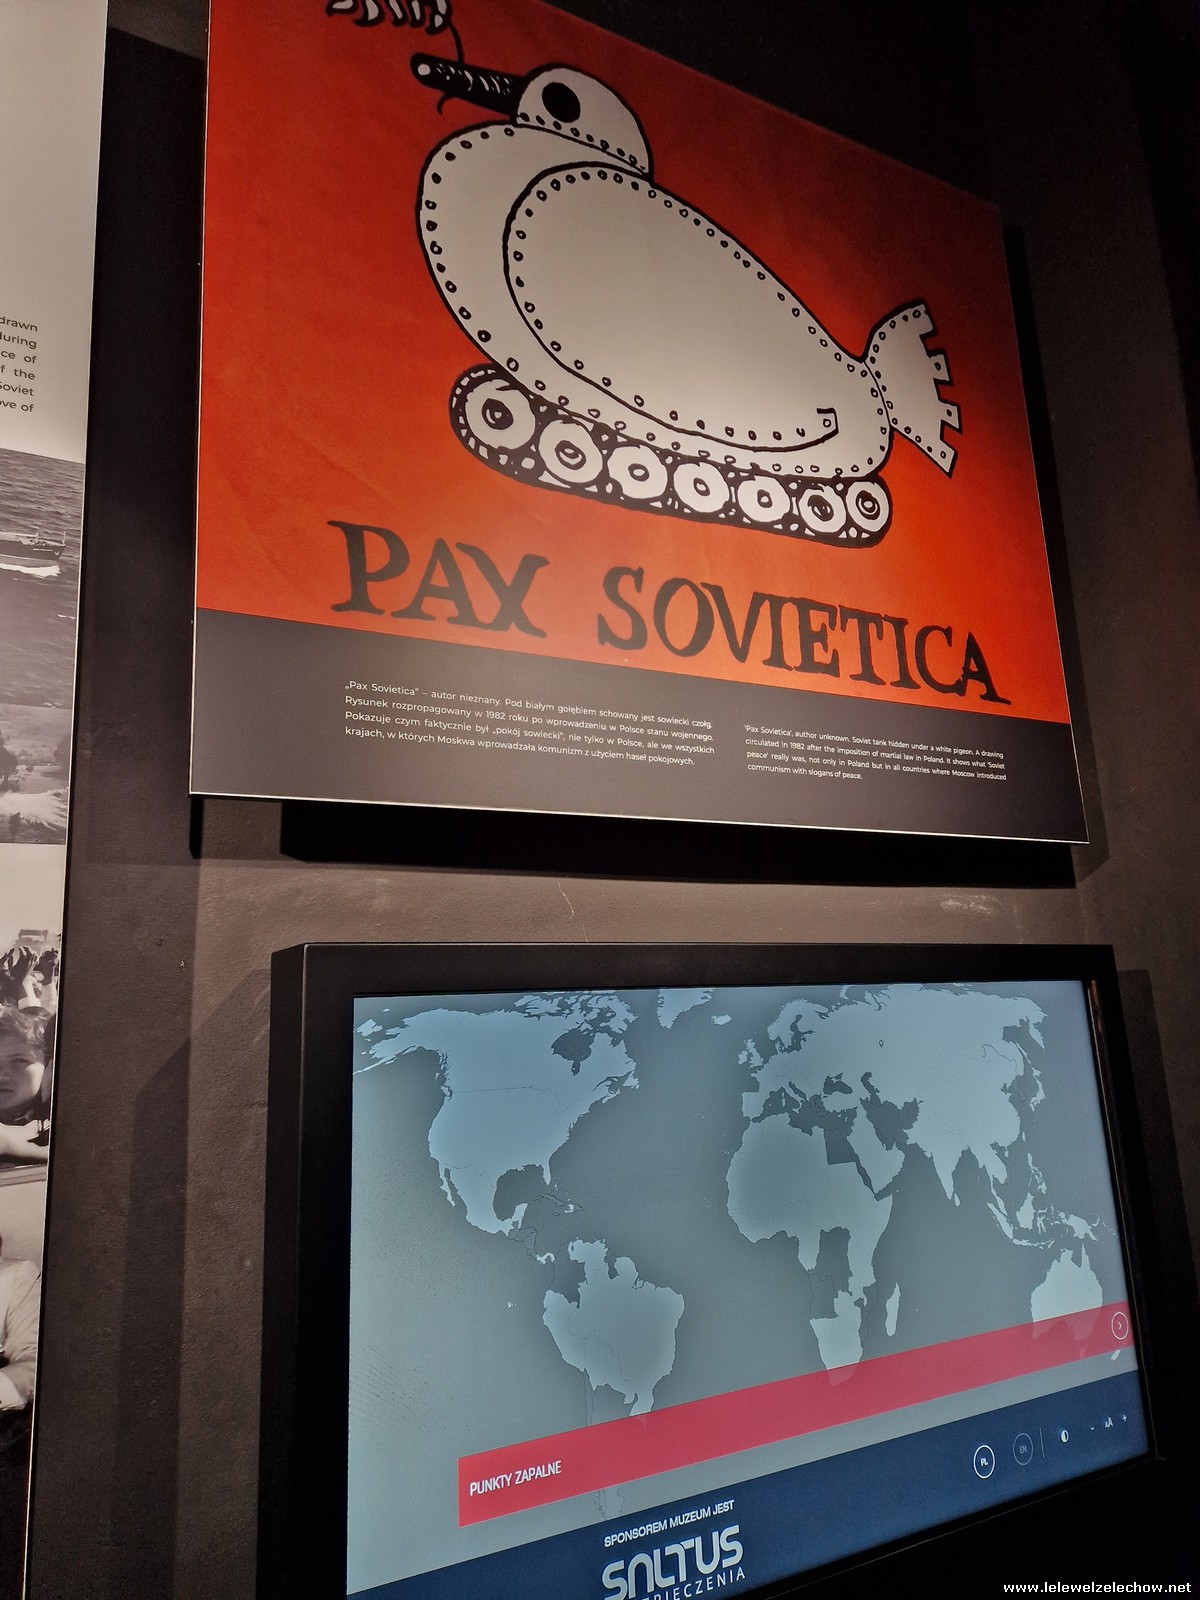 drawn
during
ce of
f the
Soviet
ove of
PAX SOVIETICA
„Pax Sovietica” – autor nieznany. Pod białym gołębiem schowany jest sowiecki czołg.
Rysunek rozpropagowany w 1982 roku po wprowadzeniu w Polsce stanu wojennego.
Pokazuje czym faktycznie był „pokój sowiecki”, nie tylko w Polsce, ale we wszystkich
krajach, w których Moskwa wprowadzała komunizm z użyciem haseł pokojowych.
'Pax Sovietica', author unknown. Soviet tank hidden under a white pigeon. A drawing
circulated in 1982 after the imposition of martial law in Poland. It shows what 'Soviet
peace' really was, not only in Poland but in all countries where Moscow introduced
communism with slogans of peace.
PUNKTY ZAPALNE
PL EN - AA +
SPONSOREM MUZEUM JEST
SALTUS
ZPIECZENIA
www.lelewelzelechow.net